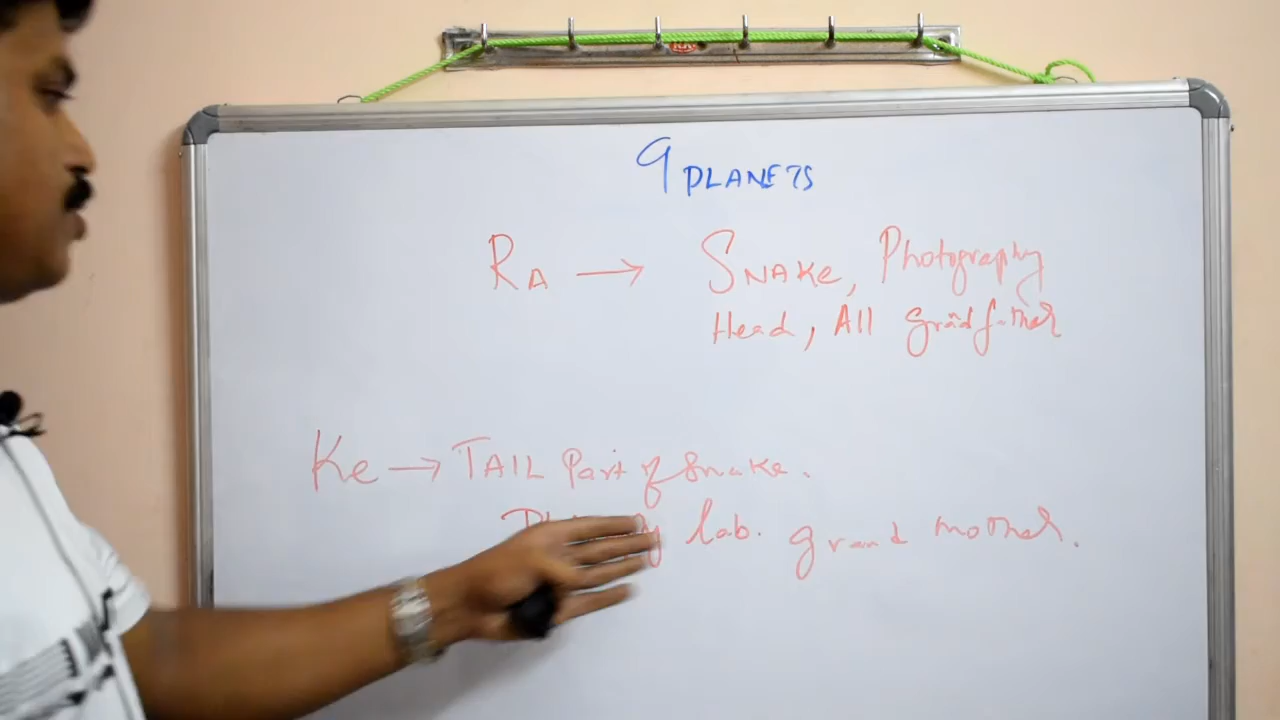 9 PLANETS
RA → SNAKE, Photography
Head, All grandfather
Ke → TAIL Part of Snake.
lab. grand mother.